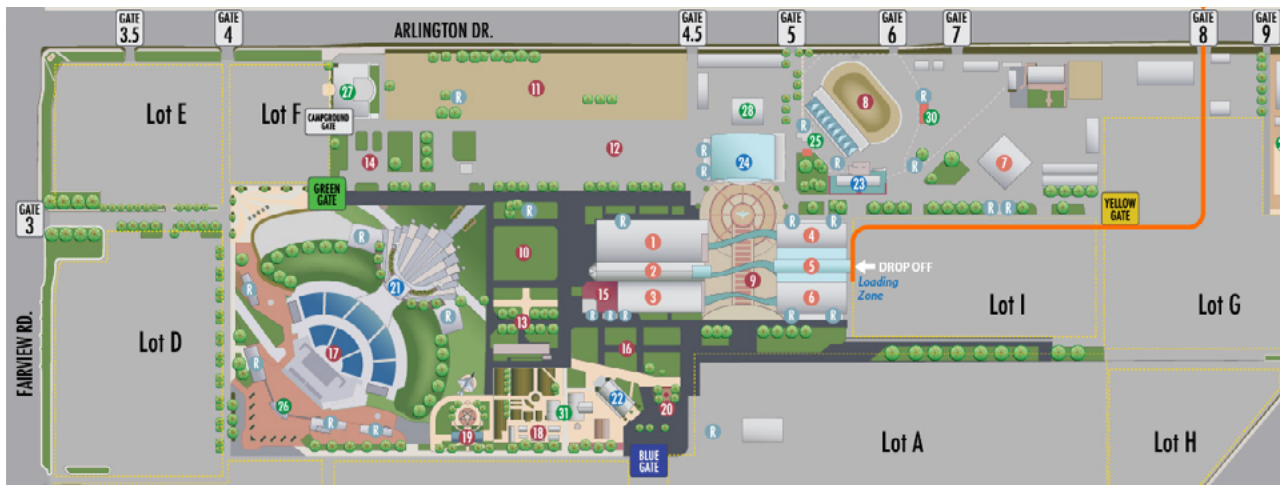 GATE
3.5
GATE
4
ARLINGTON DR.
GATE
4.5
GATE
5
GATE
6
GATE
7
GATE
8
GATE
9
Lot E
Lot F
27
CAMPGROUND
GATE
R
11
28
R
25
8
R
30
12
14
R
R
24
R
23
R
7
GREEN
GATE
YELLOW
GATE
GATE
3
R
R
R
R
R
R
R
1
4
10
2
9
5
DROP OFF
Loading
Zone
21
R
15
3
6
R
R
R
R
R
R
13
16
Lot I
Lot G
FAIRVIEW RD.
Lot D
17
R
26
R
R
22
31
20
19
18
BLUE
GATE
R
Lot A
Lot H